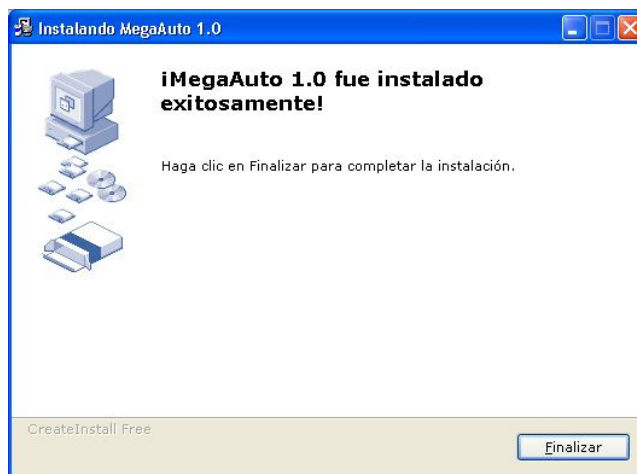 Instalando MegaAuto 1.0
¡MegaAuto 1.0 fue instalado
exitosamente!
Haga clic en Finalizar para completar la instalación.
CreateInstall Free
Finalizar